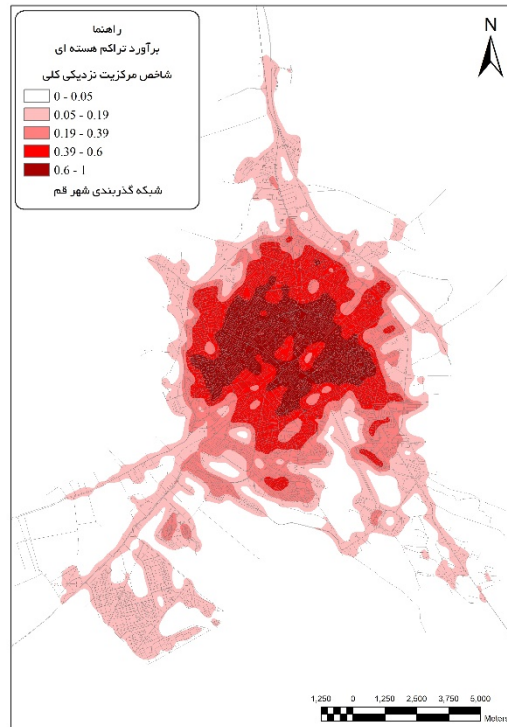 راهنما
برآورد تراکم هسته ای
شاخص مرکزیت نزدیکی کلی
0 - 0.05
0.05 - 0.19
0.19 - 0.39
0.39 - 0.6
0.6 - 1
شبکه گذربندی شهر قم
N
1,250 0 1,250 2,500 3,750 5,000
Meters